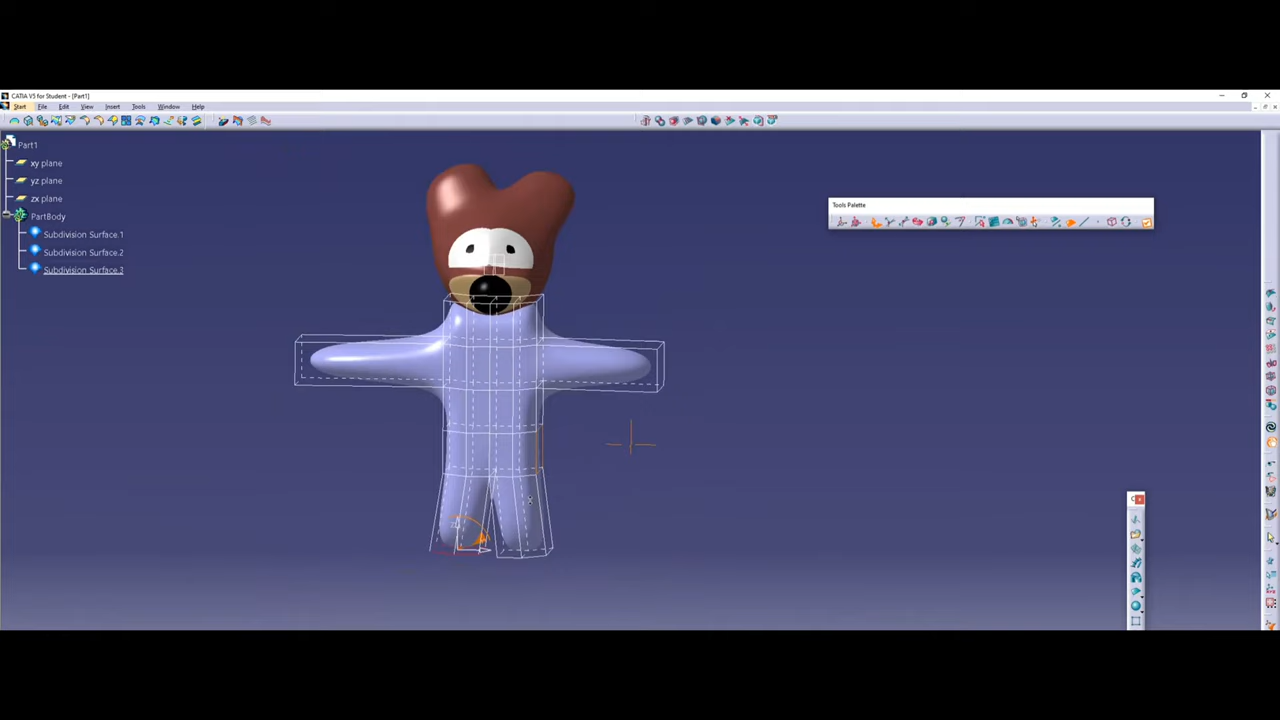 CATIA V5 for Student - [Part1]
Start File Edit View Insert Tools Window Help
Part1
xy plane
yz plane
zx plane
PartBody
Subdivision Surface.1
Subdivision Surface.2
Subdivision Surface.3
Tools Palette